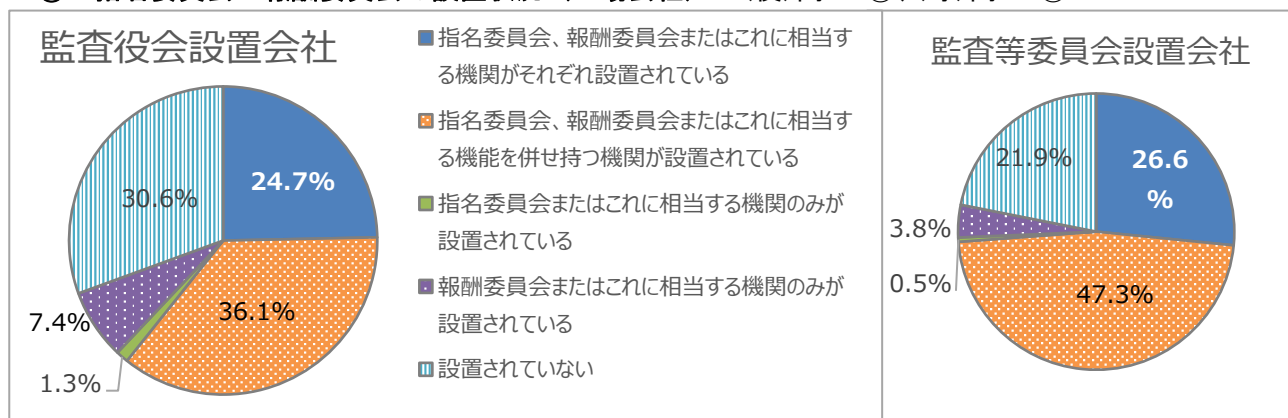 監査役会設置会社
24.7%
36.1%
1.3%
7.4%
30.6%
指名委員会、報酬委員会またはこれに相当す
る機関がそれぞれ設置されている
指名委員会、報酬委員会またはこれに相当す
る機能を併せ持つ機関が設置されている
指名委員会またはこれに相当する機関のみが
設置されている
報酬委員会またはこれに相当する機関のみが
設置されている
設置されていない
監査等委員会設置会社
26.6
%
47.3%
0.5%
3.8%
21.9%